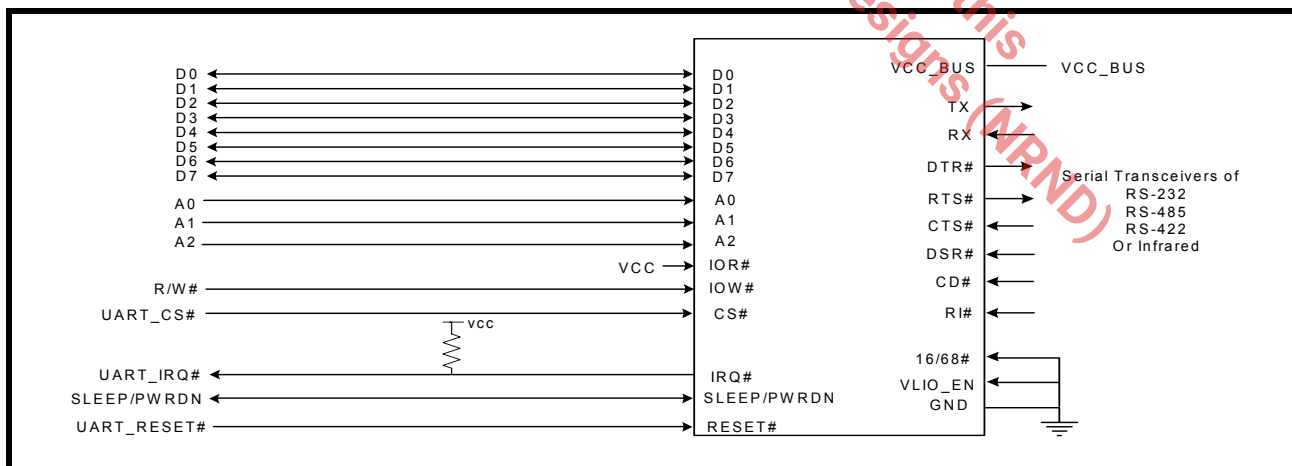 this
esigns (NRND)
D0
D1
D2
D3
D4
D5
D6
D7
A0
A1
A2
R/W#
UART_CS#
UART_IRQ#
SLEEP/PWRDN
UART_RESET#
VCC
vcc
D0
D1
D2
D3
D4
D5
D6
D7
A0
A1
A2
IOR#
IOW#
CS#
IRQ#
SLEEP/PWRDN
RESET#
VCC_BUS
TX
RX
DTR#
RTS#
CTS#
DSR#
CD#
RI#
16/68#
VLIO_EN
GND
VCC_BUS
Serial Transceivers of
RS-232
RS-485
RS-422
Or Infrared